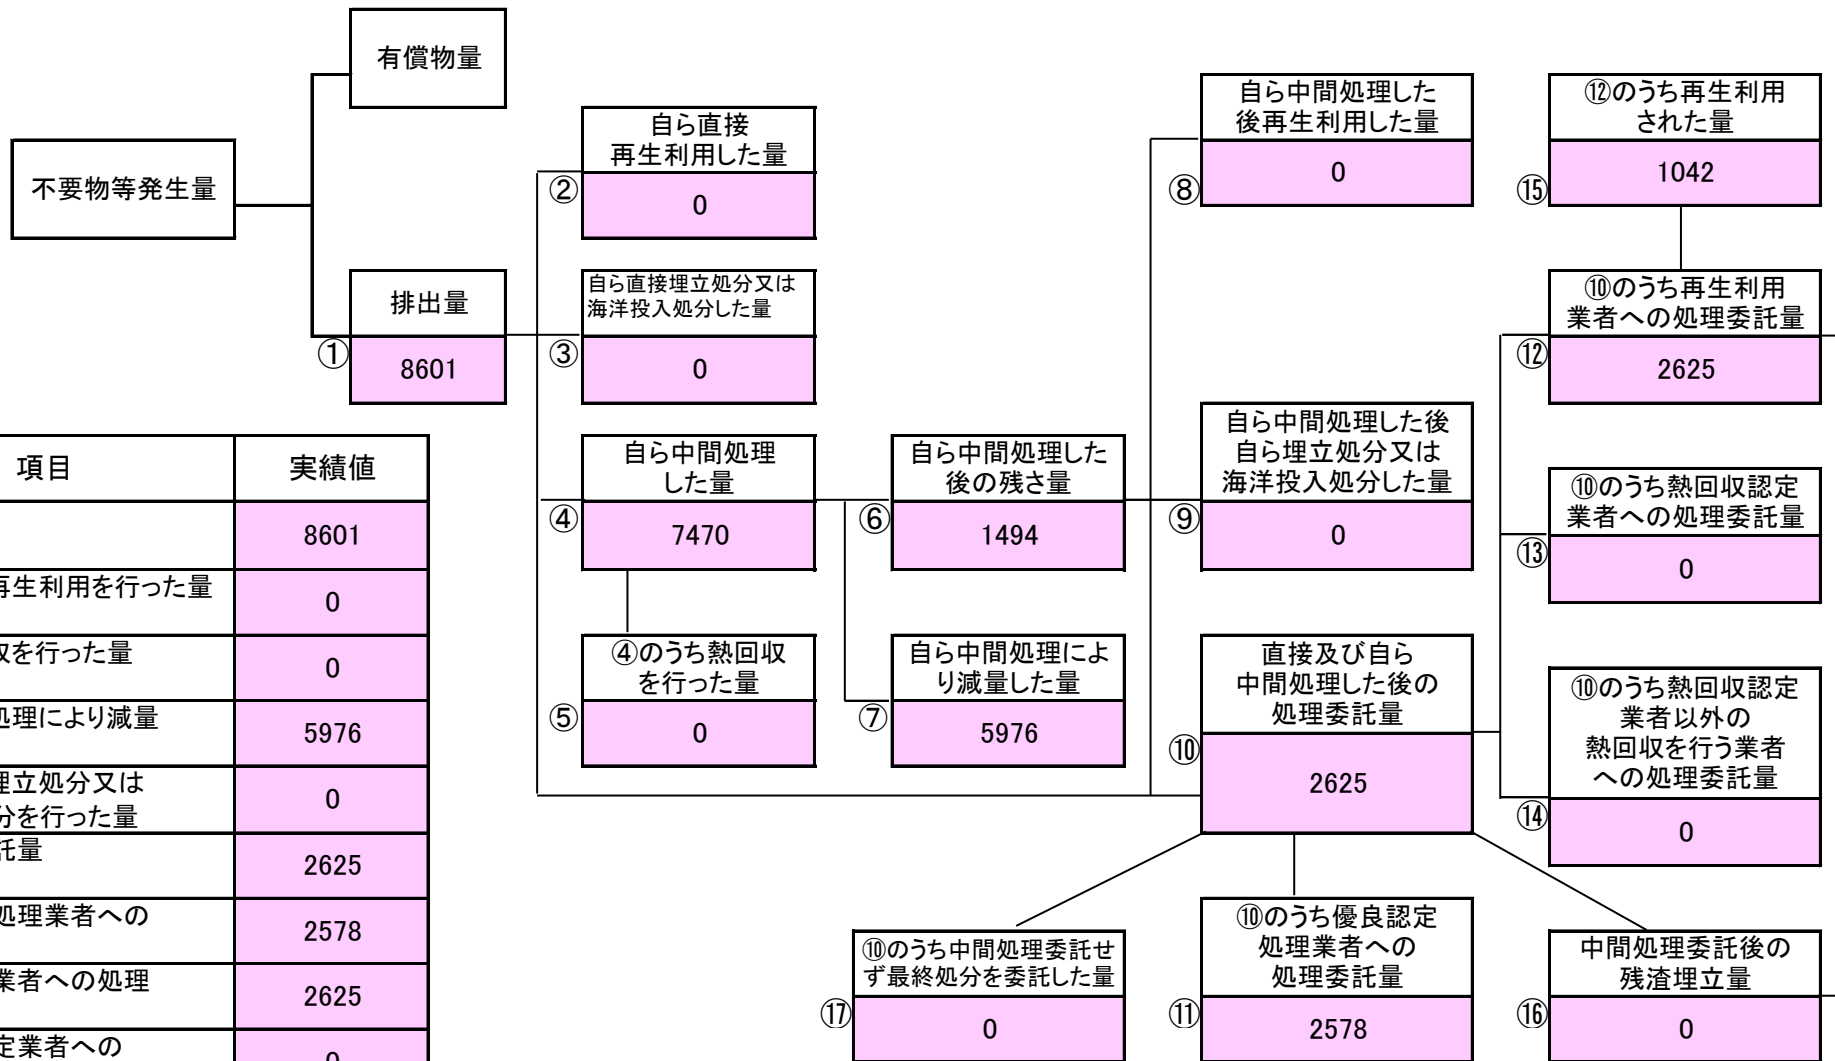 有償物量
不要物等発生量
排出量
①
8601
自ら直接
再生利用した量
②
0
自ら直接埋立処分又は
海洋投入処分した量
③
0
自ら中間処理
した量
④
7470
④のうち熱回収
を行った量
⑤
0
自ら中間処理した
後の残さ量
⑥
1494
自ら中間処理によ
り減量した量
⑦
5976
自ら中間処理した
後再生利用した量
⑧
0
自ら中間処理した後
自ら埋立処分又は
海洋投入処分した量
⑨
0
直接及び自ら
中間処理した後の
処理委託量
⑩
2625
⑫のうち再生利用
された量
⑮
1042
⑩のうち再生利用
業者への処理委託量
⑫
2625
⑩のうち熱回収認定
業者への処理委託量
⑬
0
⑩のうち熱回収認定
業者以外の
熱回収を行う業者
への処理委託量
⑭
0
⑩のうち中間処理委託せ
ず最終処分を委託した量
⑰
0
⑩のうち優良認定
処理業者への
処理委託量
⑪
2578
中間処理委託後の
残渣埋立量
⑯
0
項目 実績値
8601
再生利用を行った量
0
を行った量
0
処理により減量
5976
埋立処分又は
分を行った量
0
託量
2625
処理業者への
2578
業者への処理
2625
定業者への
0